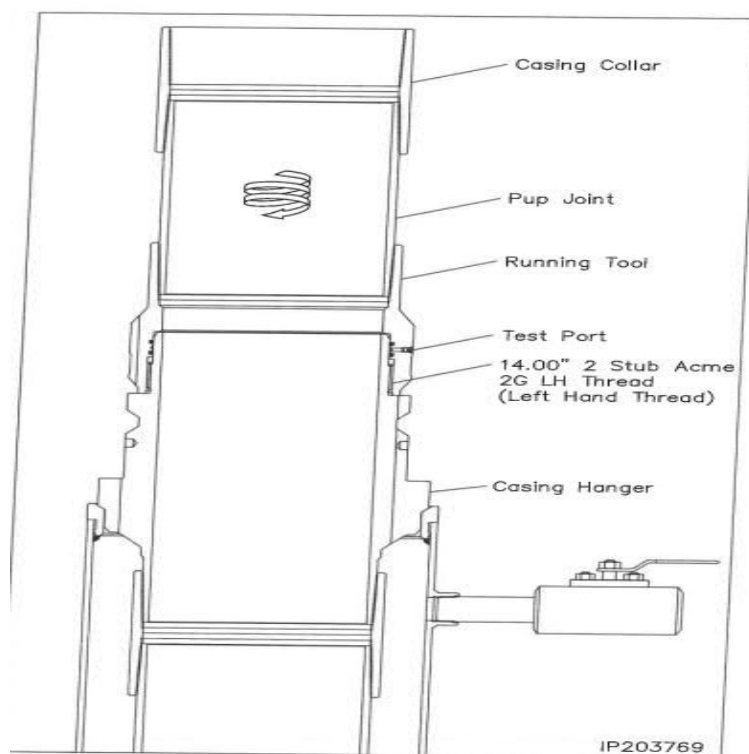 Casing Collar
Pup Joint
Running Tool
Test Port
14.00" 2 Stub Acme
2G LH Thread
(Left Hand Thread)
Casing Hanger
IP203769